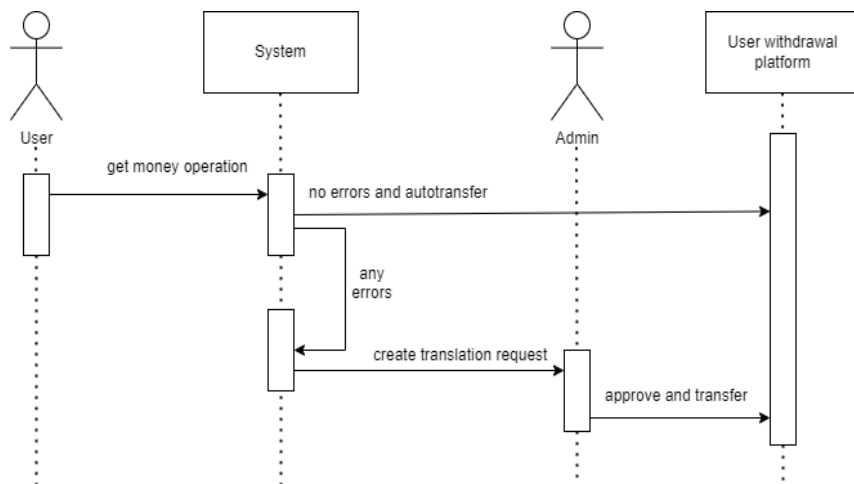 System
User withdrawal
platform
User
Admin
get money operation
no errors and autotransfer
any
errors
create translation request
approve and transfer